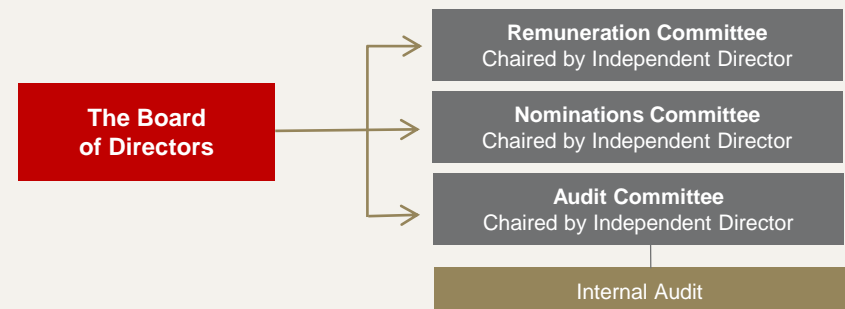 Remuneration Committee
Chaired by Independent Director
The Board
of Directors
Nominations Committee
Chaired by Independent Director
Audit Committee
Chaired by Independent Director
Internal Audit